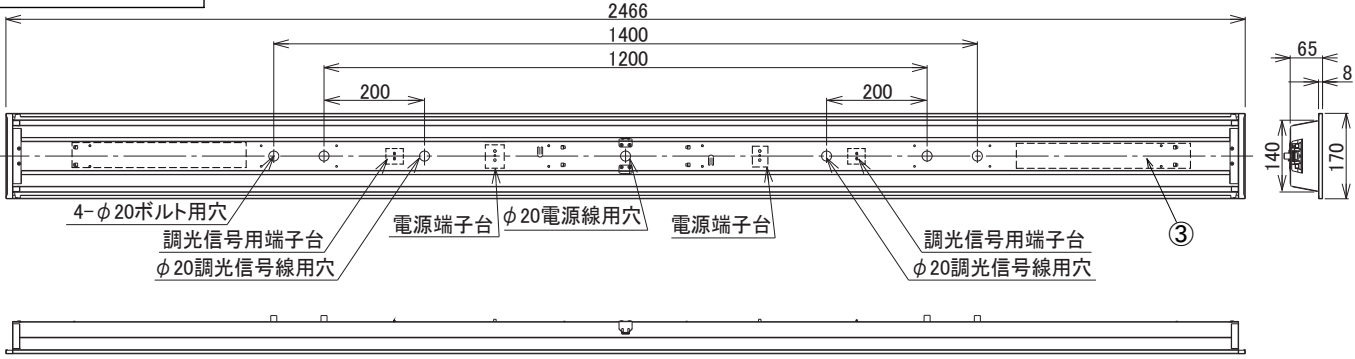 2466
1400
1200
200
200
65
8
140
170
4-φ20ボルト用穴
調光信号用端子台
φ20調光信号線用穴
電源端子台
φ20電源線用穴
電源端子台
調光信号用端子台
φ20調光信号線用穴
③